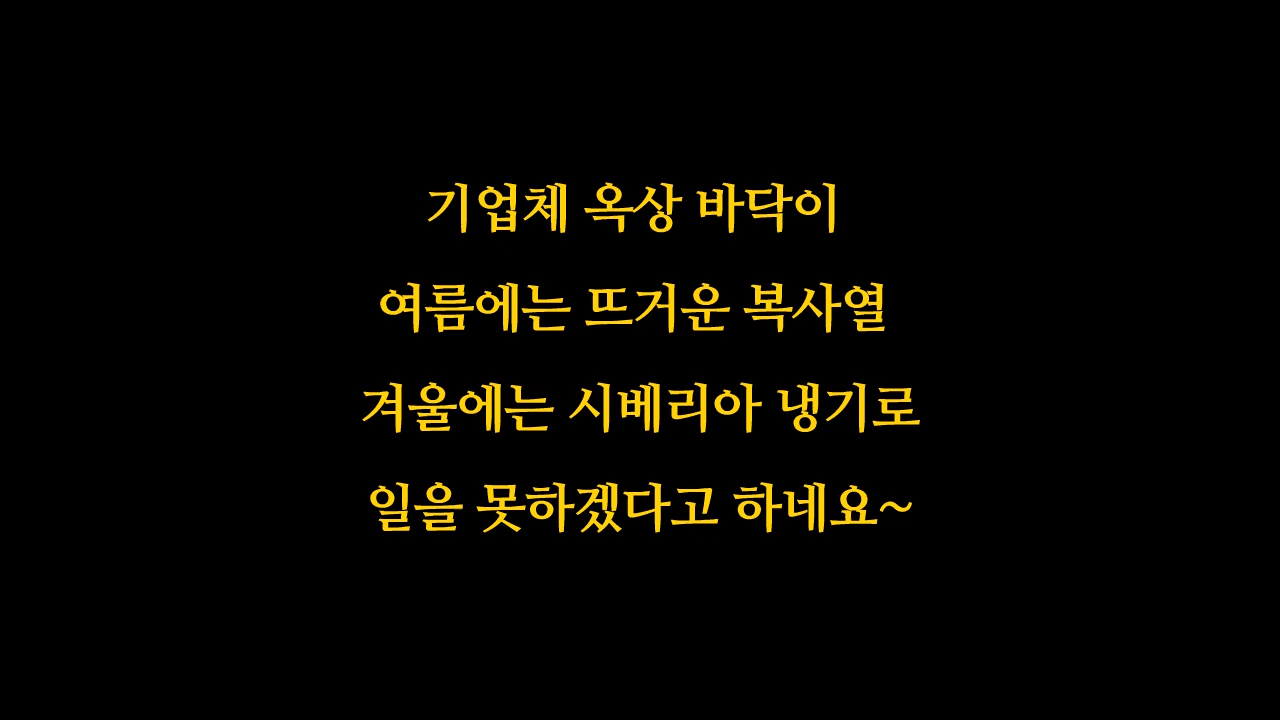 기업체 옥상 바닥이
여름에는 뜨거운 복사열
겨울에는 시베리아 냉기로
일을 못하겠다고 하네요~